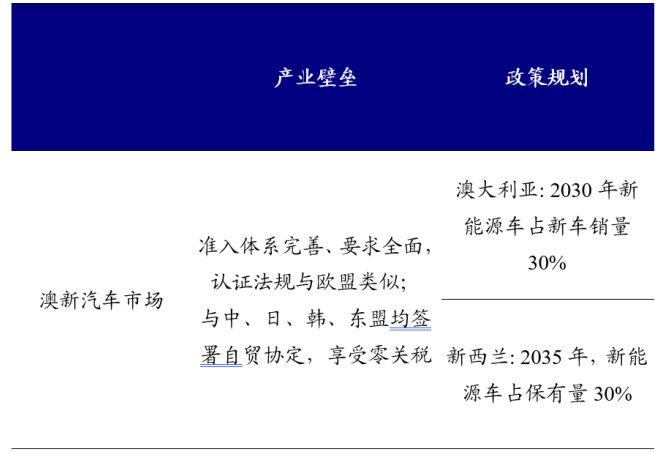 产业壁垒
政策规划
澳新汽车市场
准入体系完善、要求全面，
认证法规与欧盟类似；
与中、日、韩、东盟均签
署自贸协定，享受零关税
澳大利亚: 2030 年新
能源车占新车销量
30%
新西兰: 2035 年，新能
源车占保有量 30%